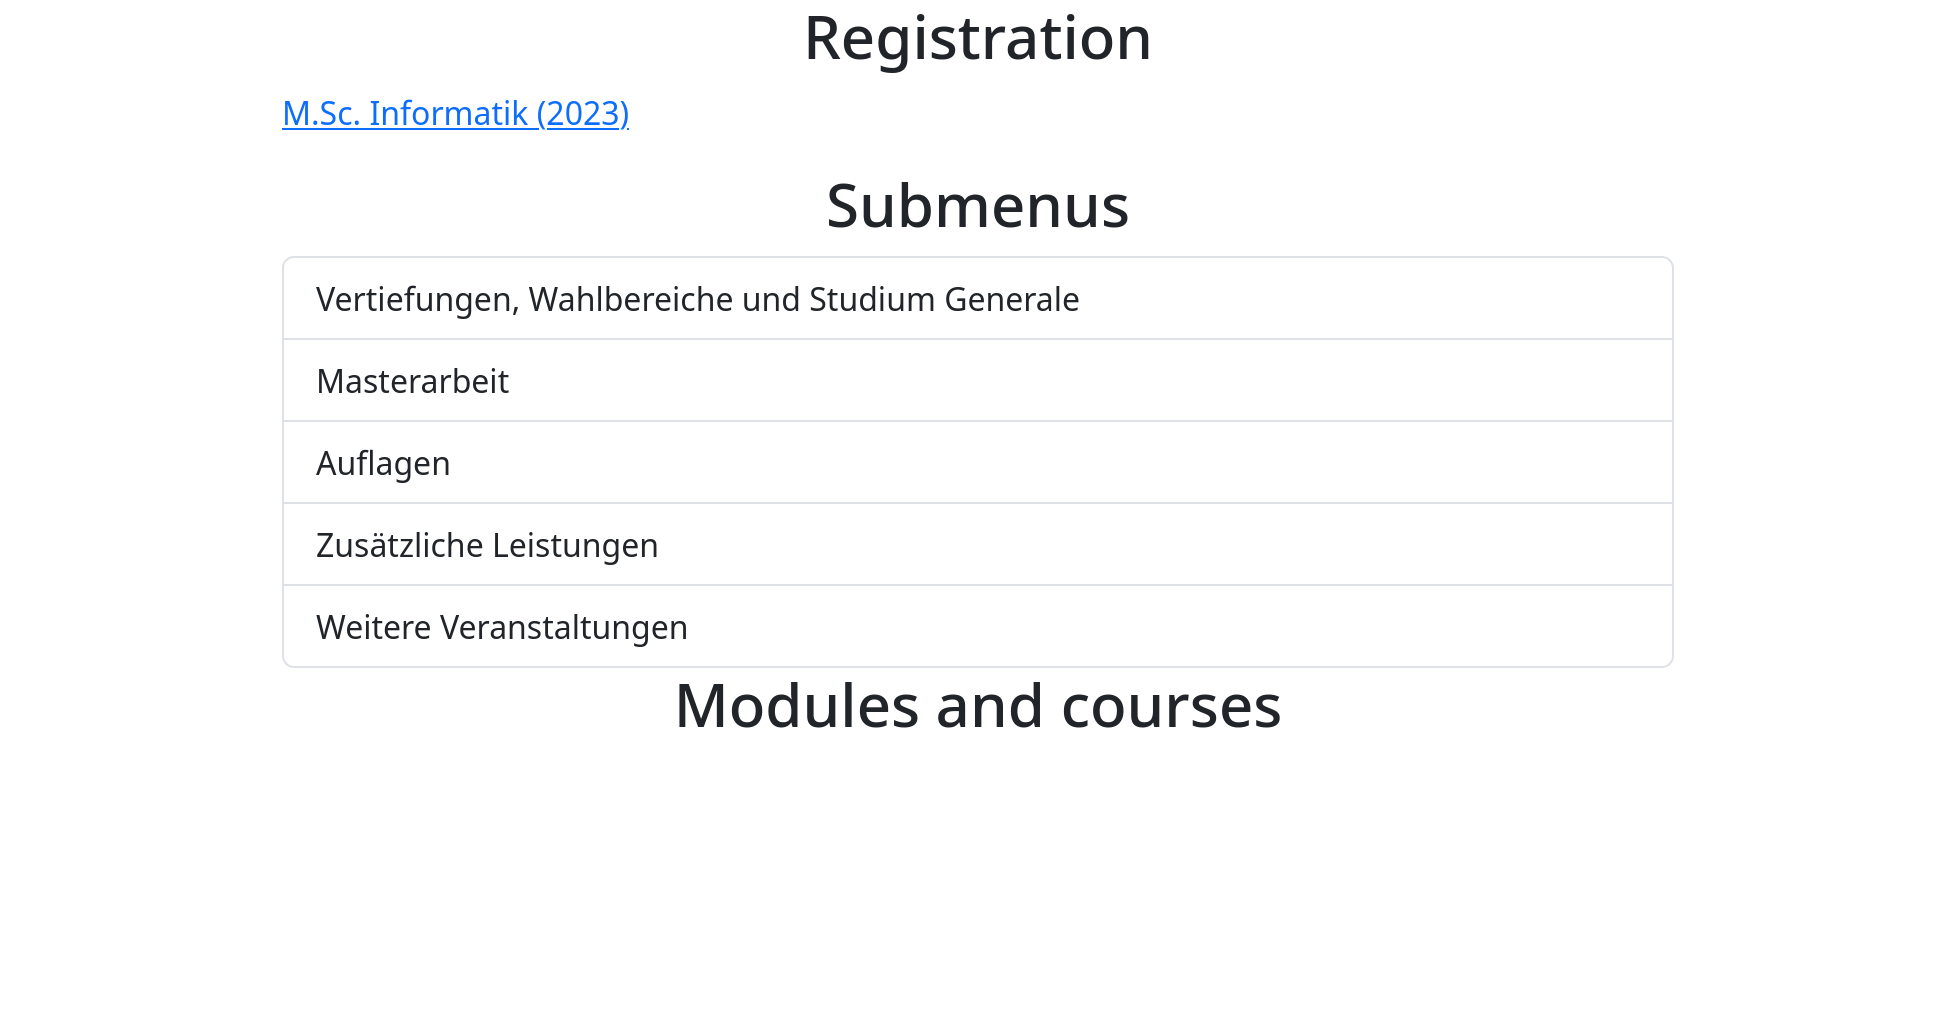 Registration
M.Sc. Informatik (2023)
Submenus
Vertiefungen, Wahlbereiche und Studium Generale
Masterarbeit
Auflagen
Zusätzliche Leistungen
Weitere Veranstaltungen
Modules and courses